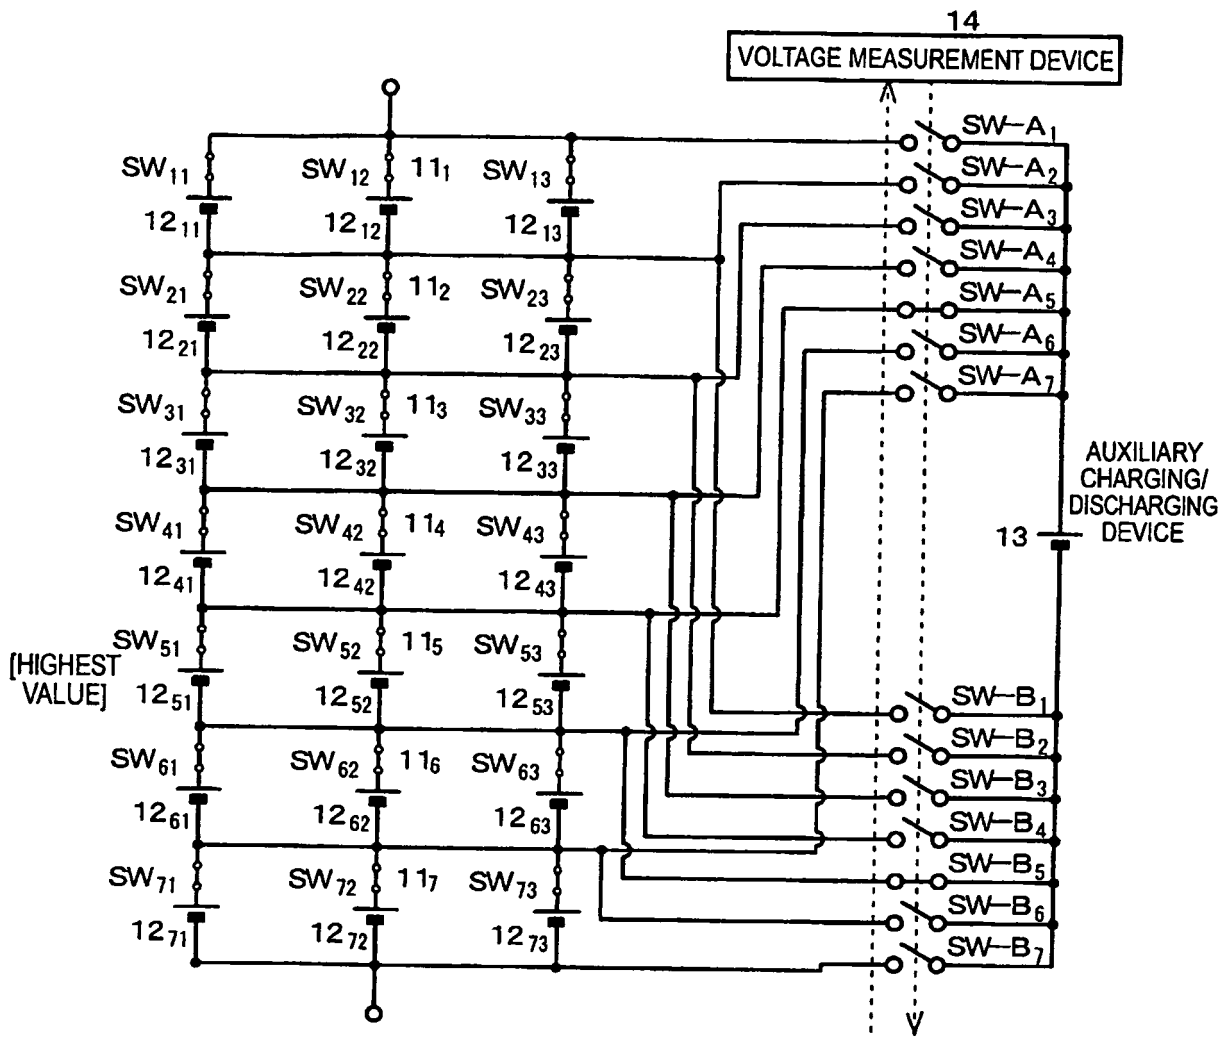 14
VOLTAGE MEASUREMENT DEVICE
SW–A1
SW–A2
SW–A3
SW–A4
SW–A5
SW–A6
SW–A7
SW11 SW12 111 SW13
1211 1212 1213
SW21 SW22 112 SW23
1221 1222 1223
SW31 SW32 113 SW33
1231 1232 1233
SW41 SW42 114 SW43
1241 1242 1243
AUXILIARY
CHARGING/
DISCHARGING
DEVICE
13
SW51 SW52 115 SW53
[HIGHEST
VALUE]
1251 1252 1253
SW61 SW62 116 SW63
1261 1262 1263
SW71 SW72 117 SW73
1271 1272 1273
SW–B1
SW–B2
SW–B3
SW–B4
SW–B5
SW–B6
SW–B7